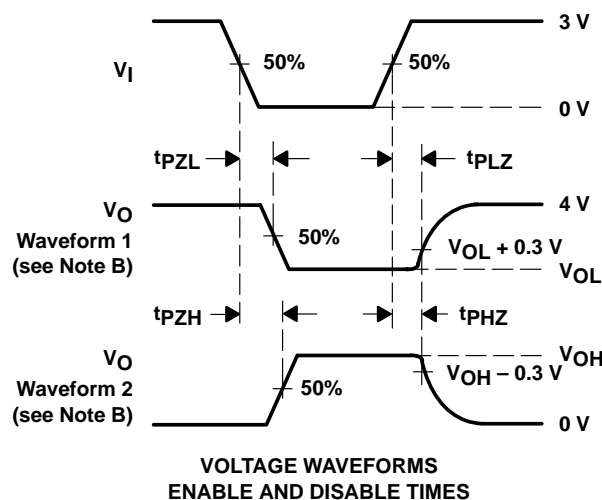 3 V
VI
50%
50%
0 V
tPZL
tPLZ
VO
Waveform 1
(see Note B)
4 V
50%
VOL + 0.3 V
VOL
tPZH
tPHZ
VO
Waveform 2
(see Note B)
VOH
VOH – 0.3 V
50%
0 V
VOLTAGE WAVEFORMS
ENABLE AND DISABLE TIMES